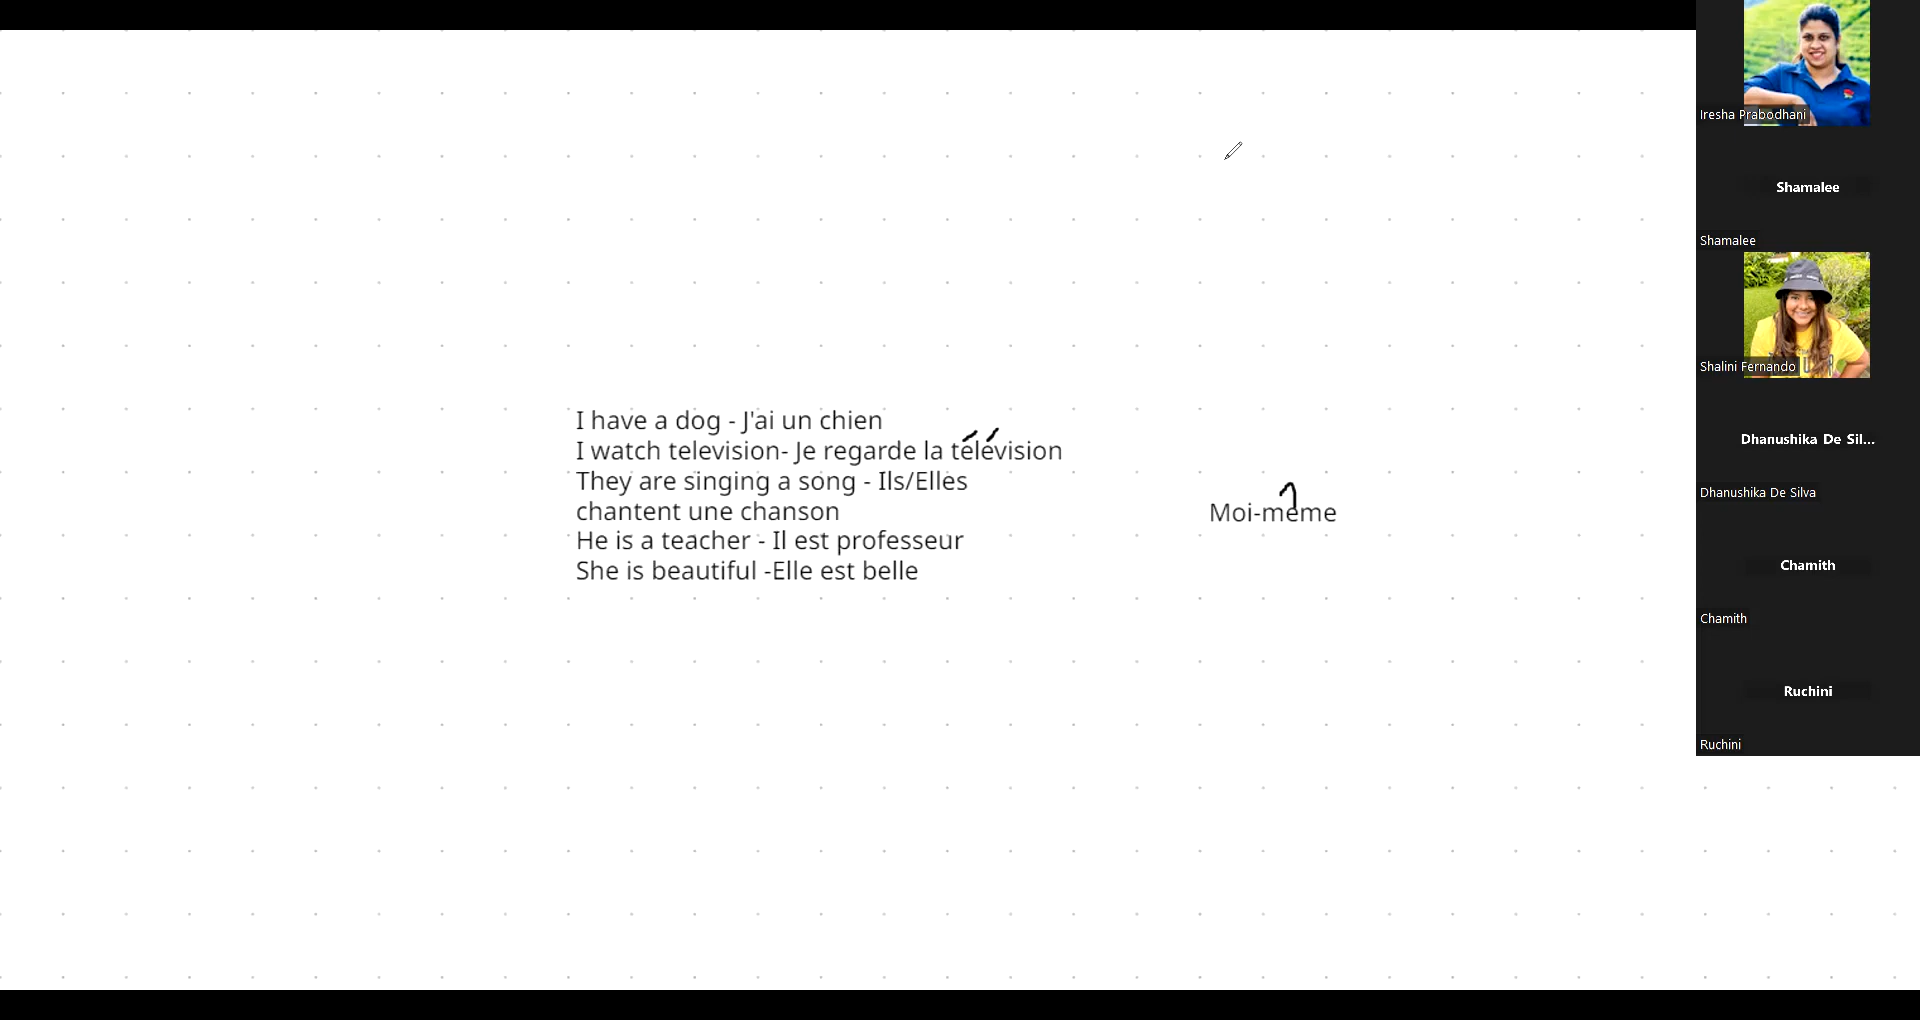 I have a dog - J'ai un chien
I watch television- Je regarde la télévision
They are singing a song - Ils/Elles
chantent une chanson
He is a teacher - Il est professeur
She is beautiful -Elle est belle
Moi-même
Iresha Prabodhani
Shamalee
Shamalee
Shalini Fernando
Dhanushika De Sil...
Dhanushika De Silva
Chamith
Chamith
Ruchini
Ruchini